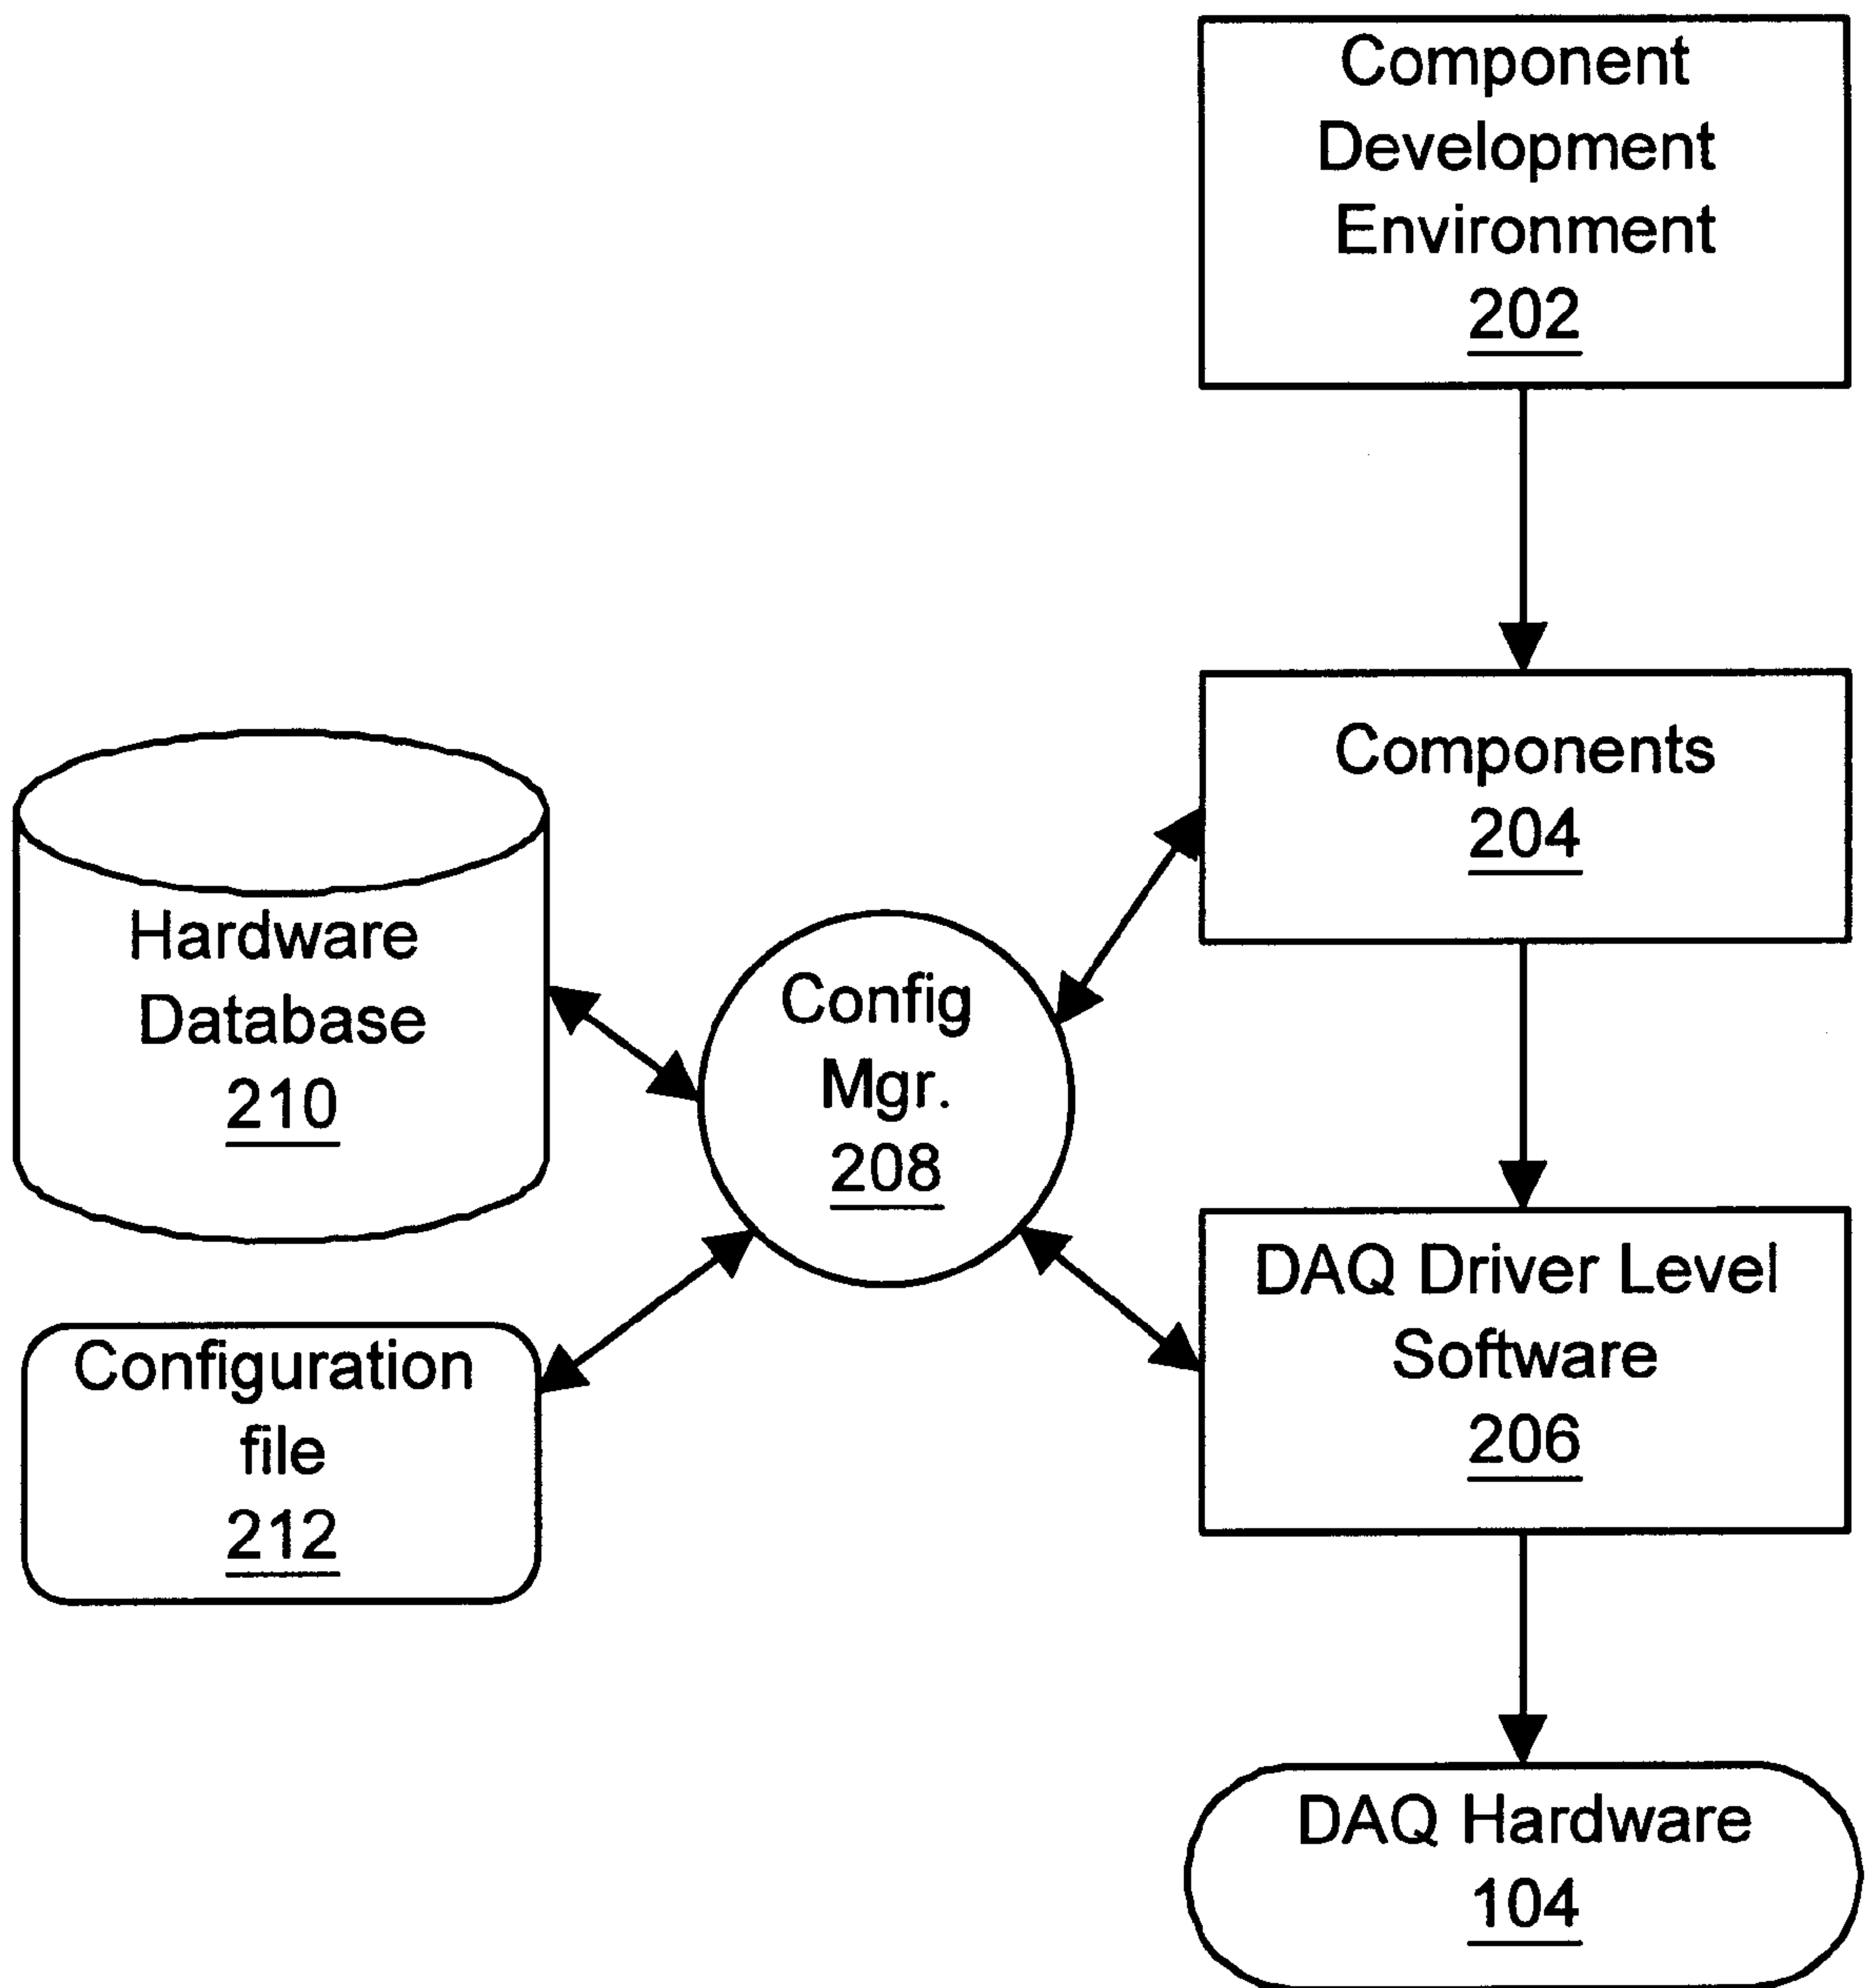 Component
Development
Environment
202
Components
204
Hardware
Database
210
Config
Mgr.
208
DAQ Driver Level
Software
206
Configuration
file
212
DAQ Hardware
104